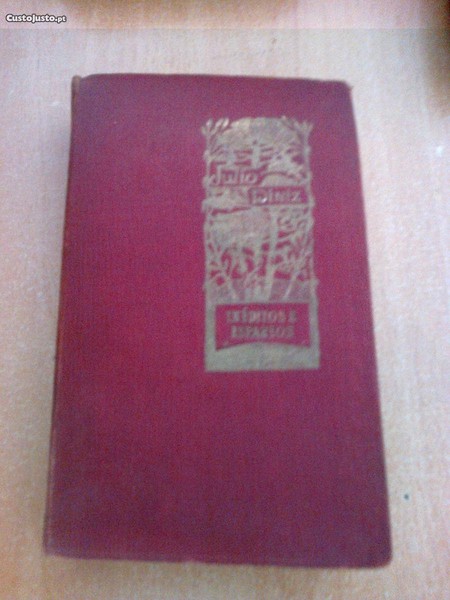 CustoJusto.pt
Julio
Diniz
INÉDITOS E
ESPARSOS